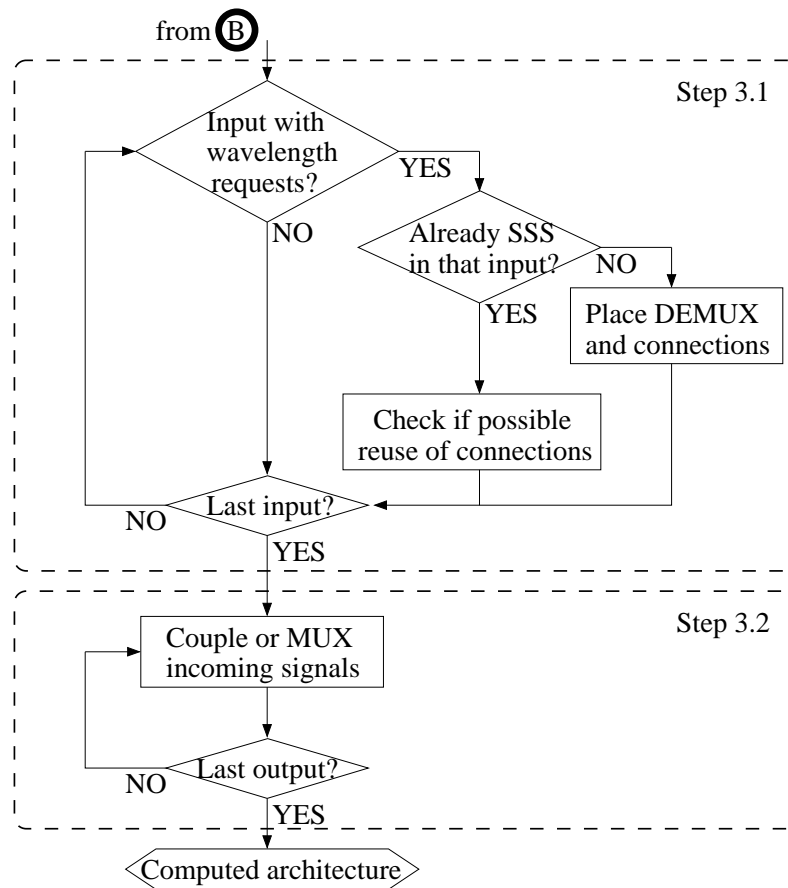 from B
Step 3.1
Input with
wavelength
requests?
YES
NO
Already SSS
in that input?
NO
YES
Place DEMUX
and connections
Check if possible
reuse of connections
Last input?
NO
YES
Step 3.2
Couple or MUX
incoming signals
Last output?
NO
YES
Computed architecture